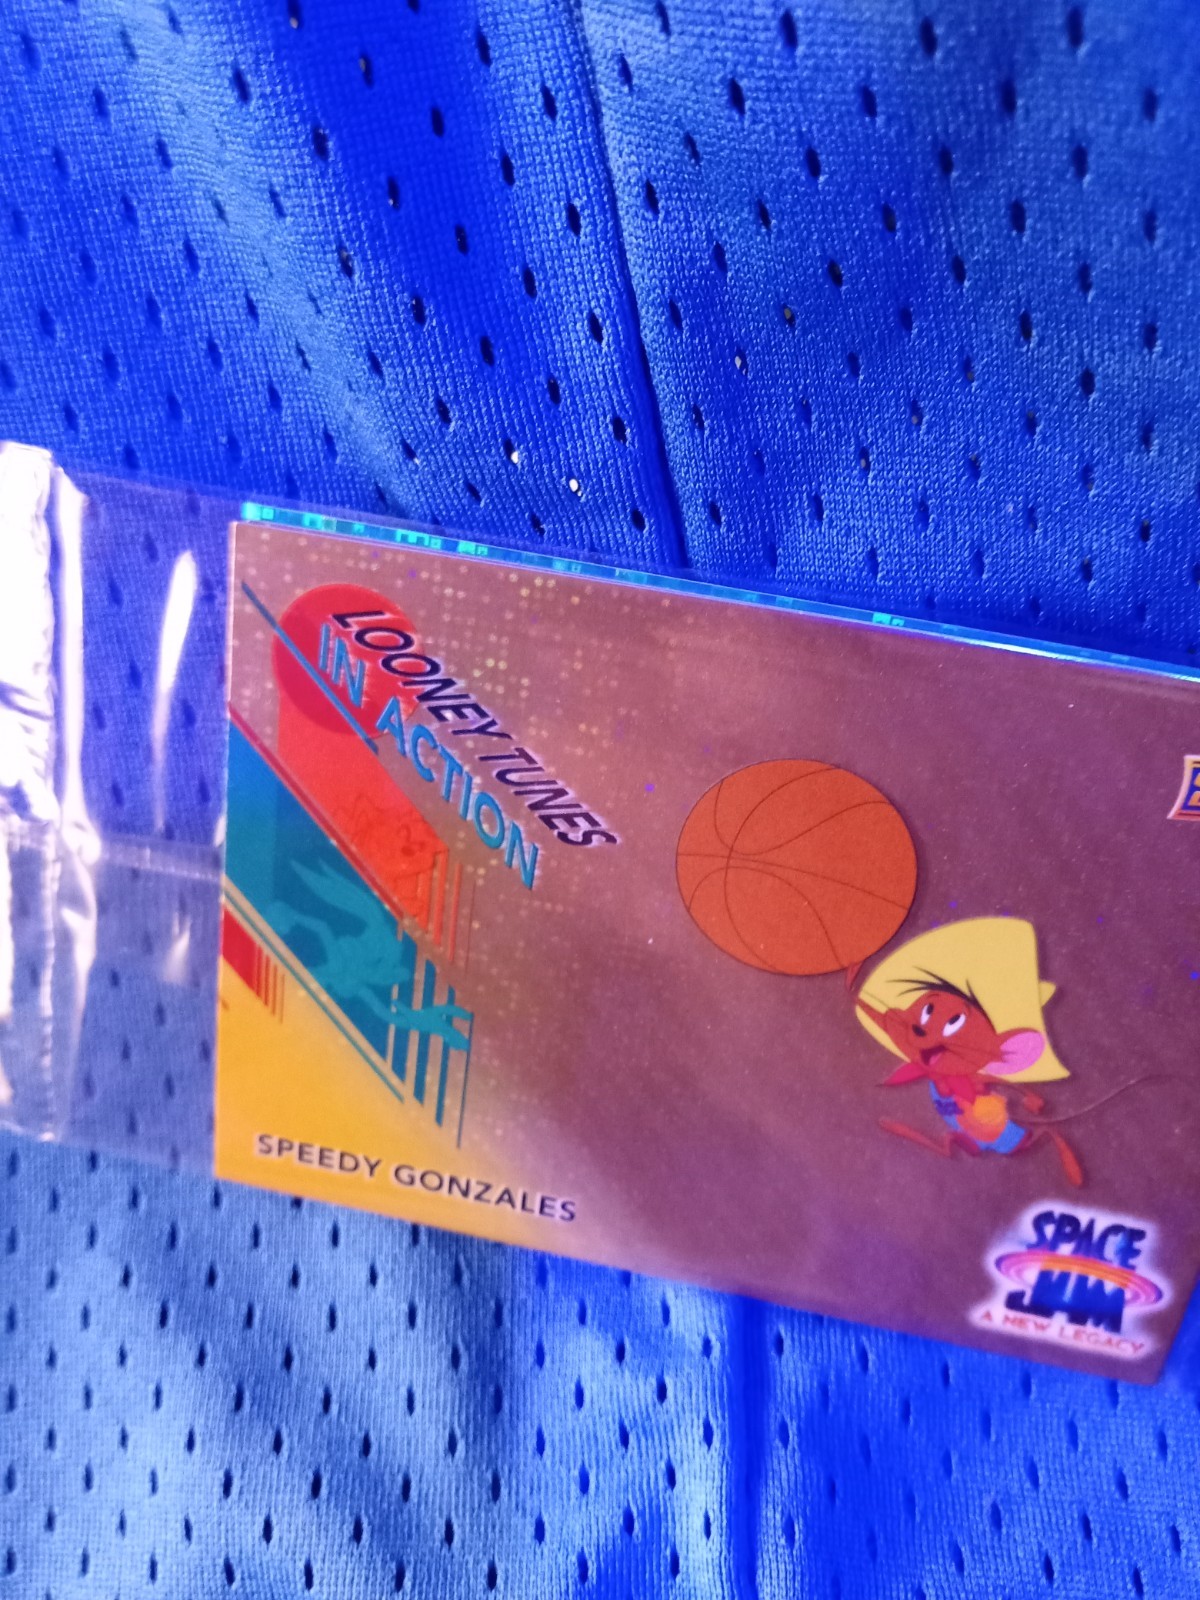 LOONEY TUNES
IN ACTION
SPEEDY GONZALES
SPACE
JAM
A NEW LEGACY